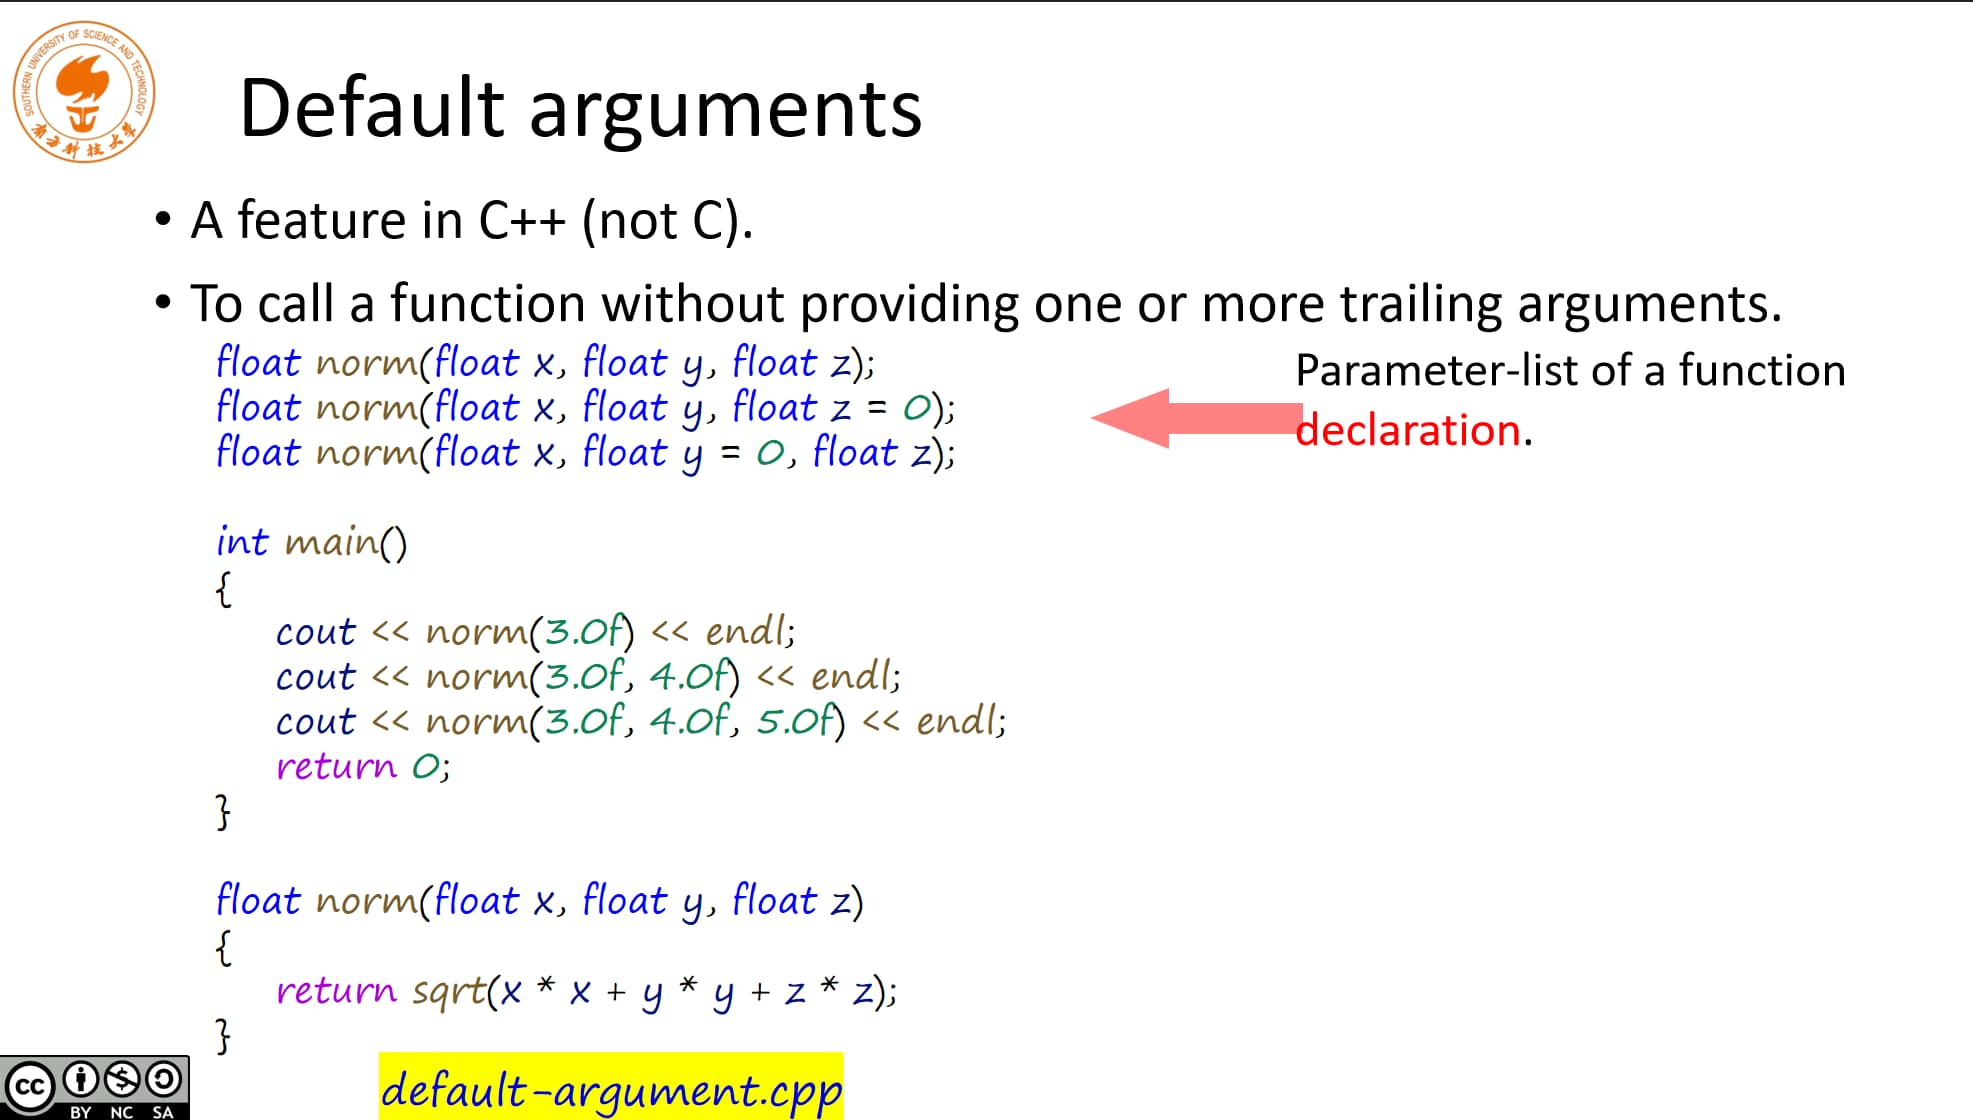 SOUTHERN UNIVERSITY OF SCIENCE AND TECHNOLOGY
南方科技大学
Default arguments
• A feature in C++ (not C).
• To call a function without providing one or more trailing arguments.
float norm(float x, float y, float z);
float norm(float x, float y, float z = 0);
float norm(float x, float y = 0, float z);
Parameter-list of a function
declaration.
int main()
{
cout << norm(3.0f) << endl;
cout << norm(3.0f, 4.0f) << endl;
cout << norm(3.0f, 4.0f, 5.0f) << endl;
return 0;
}
float norm(float x, float y, float z)
{
return sqrt(x * x + y * y + z * z);
}
default-argument.cpp
cc
BY NC SA